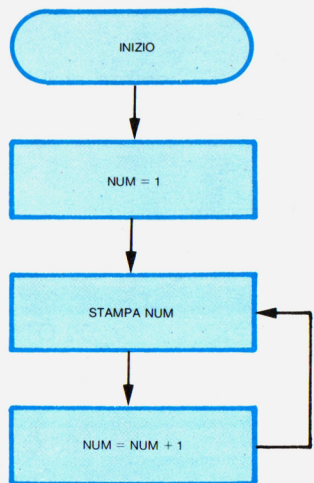 INIZIO
NUM = 1
STAMPA NUM
NUM = NUM + 1